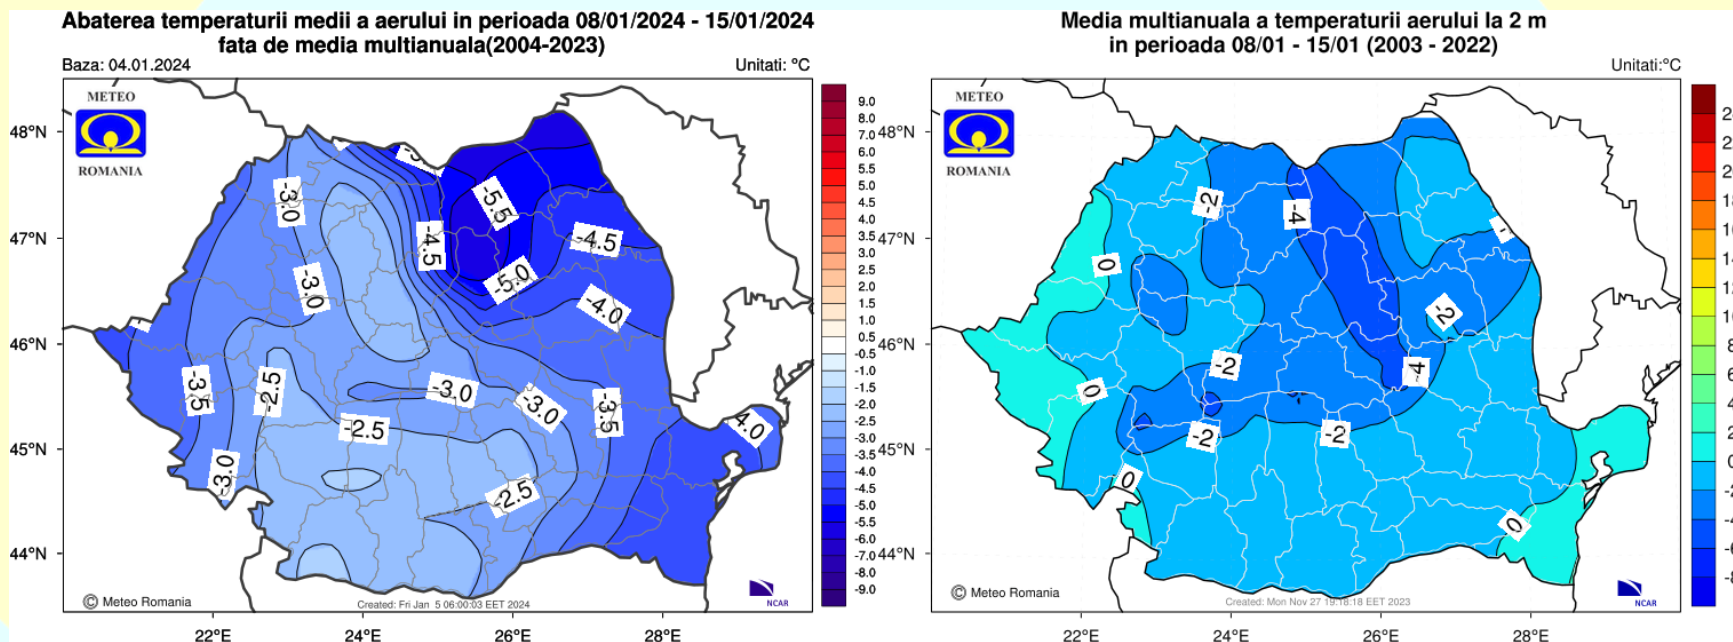 Abaterea temperaturii medii a aerului in perioada 08/01/2024 - 15/01/2024
fata de media multianuala(2004-2023)
Baza: 04.01.2024
Unitati: °C
METEO
ROMANIA
48°N
47°N
46°N
45°N
44°N
-3.0
-5.5
-4.5
-4.5
-5.0
-3.0
-4.0
-3.5
-2.5
-3.0
-3.0
-3.5
4.0
-2.5
-3.0
-2.5
9.0
8.0
7.0
6.0
5.5
5.0
4.5
4.0
3.5
3.0
2.5
2.0
1.5
1.0
0.5
-0.5
-1.0
-1.5
-2.0
-2.5
-3.0
-3.5
-4.0
-4.5
-5.0
-5.5
-6.0
-7.0
-8.0
-9.0
© Meteo Romania
Created: Fri Jan 5 06:00:03 EET 2024
NCAR
22°E
24°E
26°E
28°E
Media multianuala a temperaturii aerului la 2 m
in perioada 08/01 - 15/01 (2003 - 2022)
Unitati:°C
METEO
ROMANIA
48°N
47°N
46°N
45°N
44°N
-2
-4
0
-2
-2
-4
0
-2
-2
0
0
8
6
4
2
0
-2
-4
-6
-8
© Meteo Romania
Created: Mon Nov 27 19:18:18 EET 2023
NCAR
22°E
24°E
26°E
28°E